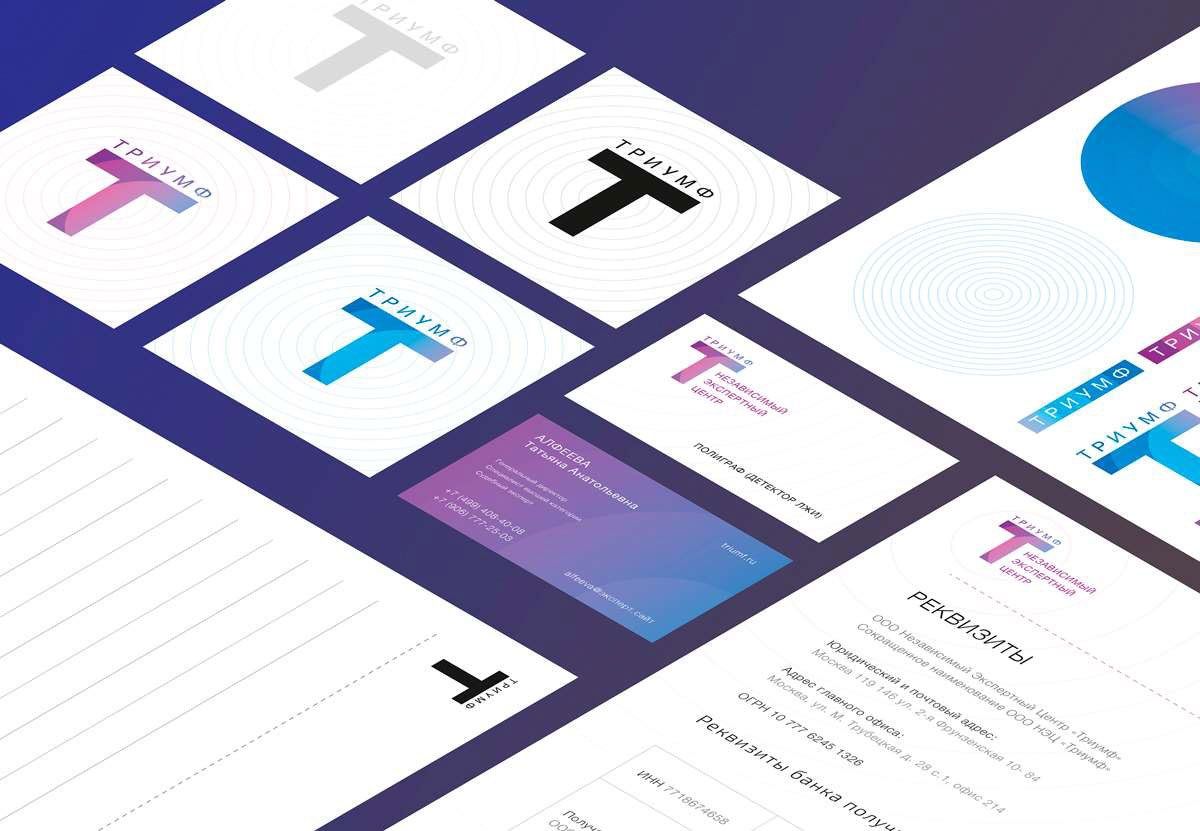 ТРИУМФ
ТРИУМФ
ТРИУМФ
ТРИУМФ
ТРИУМФ
НЕЗАВИСИМЫЙ
ЭКСПЕРТНЫЙ
ЦЕНТР
ПОЛИГРАФ (ДЕТЕКТОР ЛЖИ)
АЛФЕЕВА
Татьяна Анатольевна
Генеральный директор
Специалист высшей категории
Судебный эксперт
+7 (499) 408-40-08
+7 (906) 777-25-03
triumf.ru
alfeeva@эксперт.сайт
ТРИУМФ
ТРИУ
ТРИУМФ
ТРИУМФ
ТРИУМФ
НЕЗАВИСИМЫЙ
ЭКСПЕРТНЫЙ
ЦЕНТР
РЕКВИЗИТЫ
ООО Независимый Экспертный Центр «Триумф»
Сокращенное наименование ООО НЭЦ «Триумф»
Юридический и почтовый адрес:
Москва 119 146 ул. 2-я Фрунзенская 10- 84
Адрес главного офиса:
Москва, ул. М. Трубецкая д. 28 с.1, офис 214
ОГРН 10 777 6245 1326
Реквизиты банка получ
ИНН 7718674658
Получа
ООО